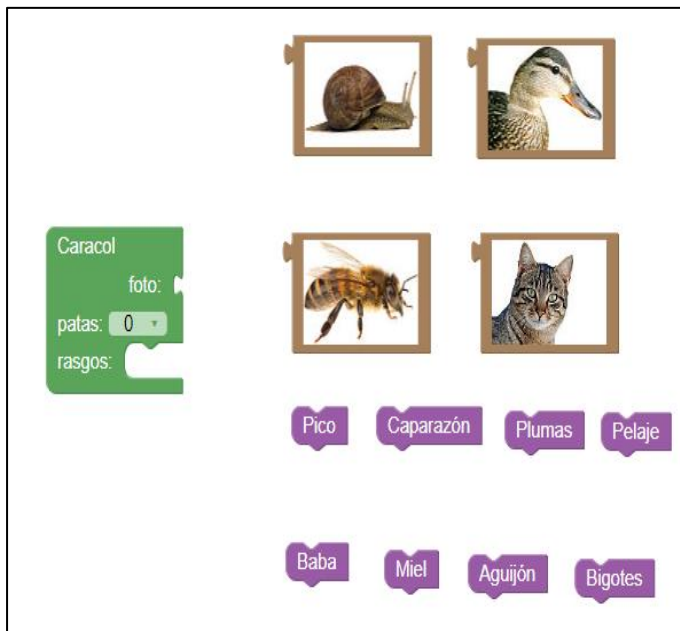 Caracol
foto:
patas: 0
rasgos:
Pico Caparazón Plumas Pelaje
Baba Miel Aguijón Bigotes